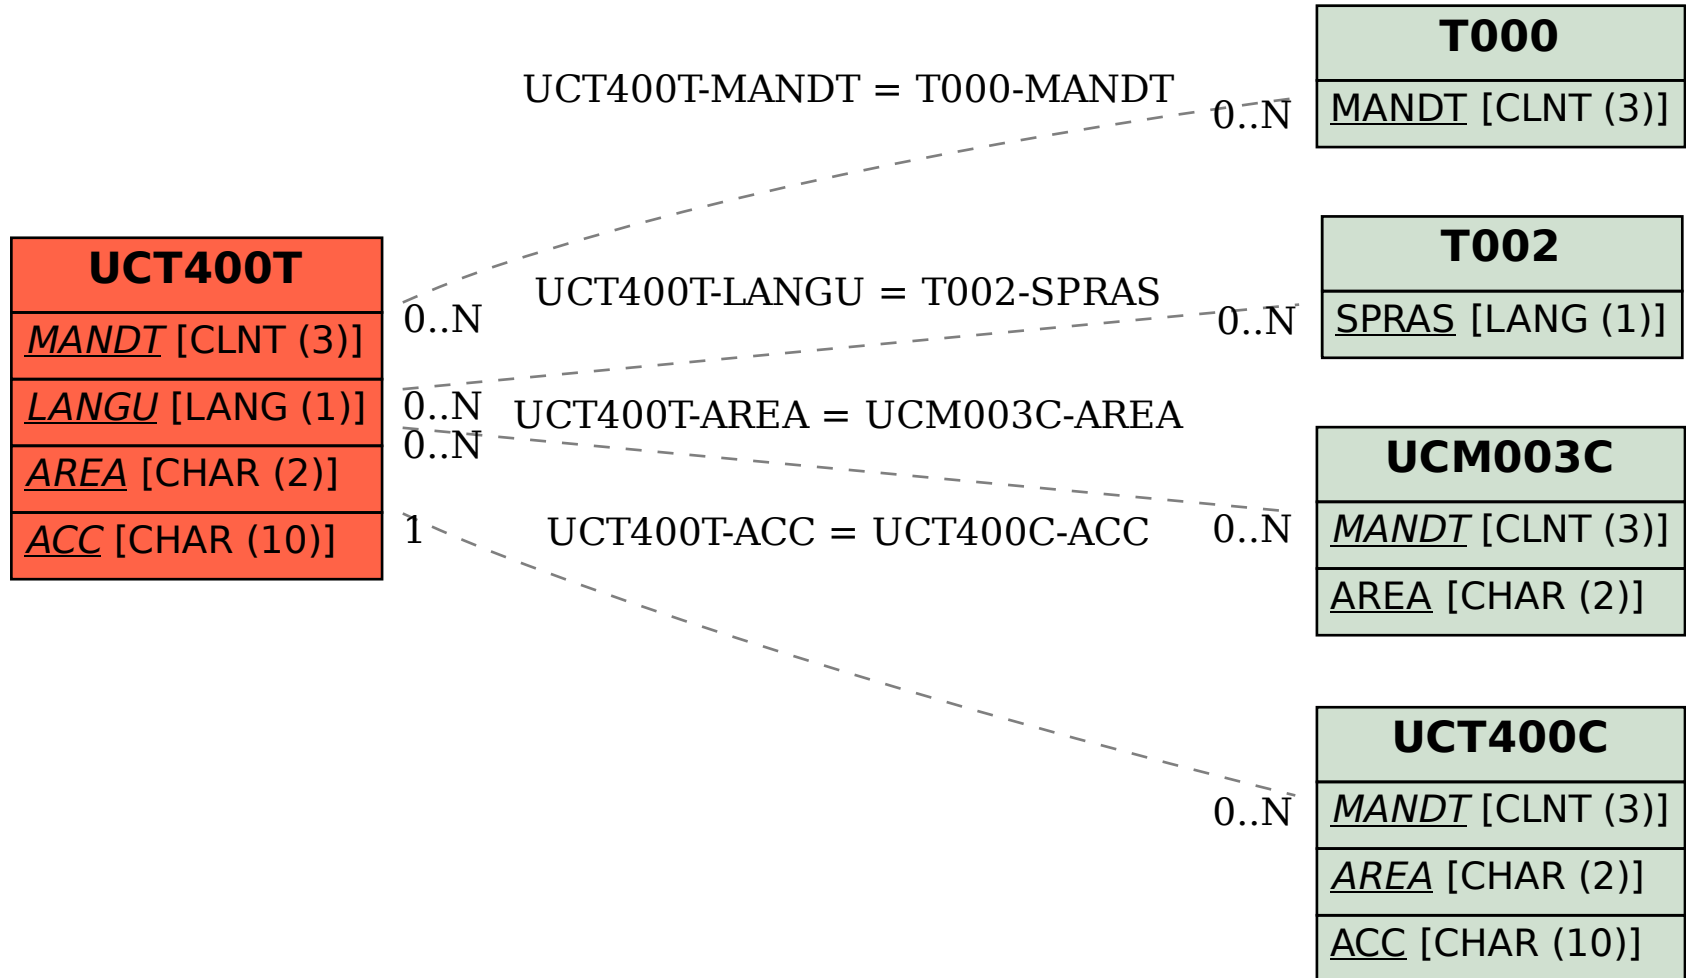 T000
MANDT [CLNT (3)]
UCT400T-MANDT = T000-MANDT
0..N
T002
SPRAS [LANG (1)]
UCT400T
MANDT [CLNT (3)]
LANGU [LANG (1)]
AREA [CHAR (2)]
ACC [CHAR (10)]
0..N
UCT400T-LANGU = T002-SPRAS
0..N
0..N
UCT400T-AREA = UCM003C-AREA
0..N
UCM003C
MANDT [CLNT (3)]
AREA [CHAR (2)]
1
UCT400T-ACC = UCT400C-ACC
0..N
UCT400C
MANDT [CLNT (3)]
AREA [CHAR (2)]
ACC [CHAR (10)]
0..N